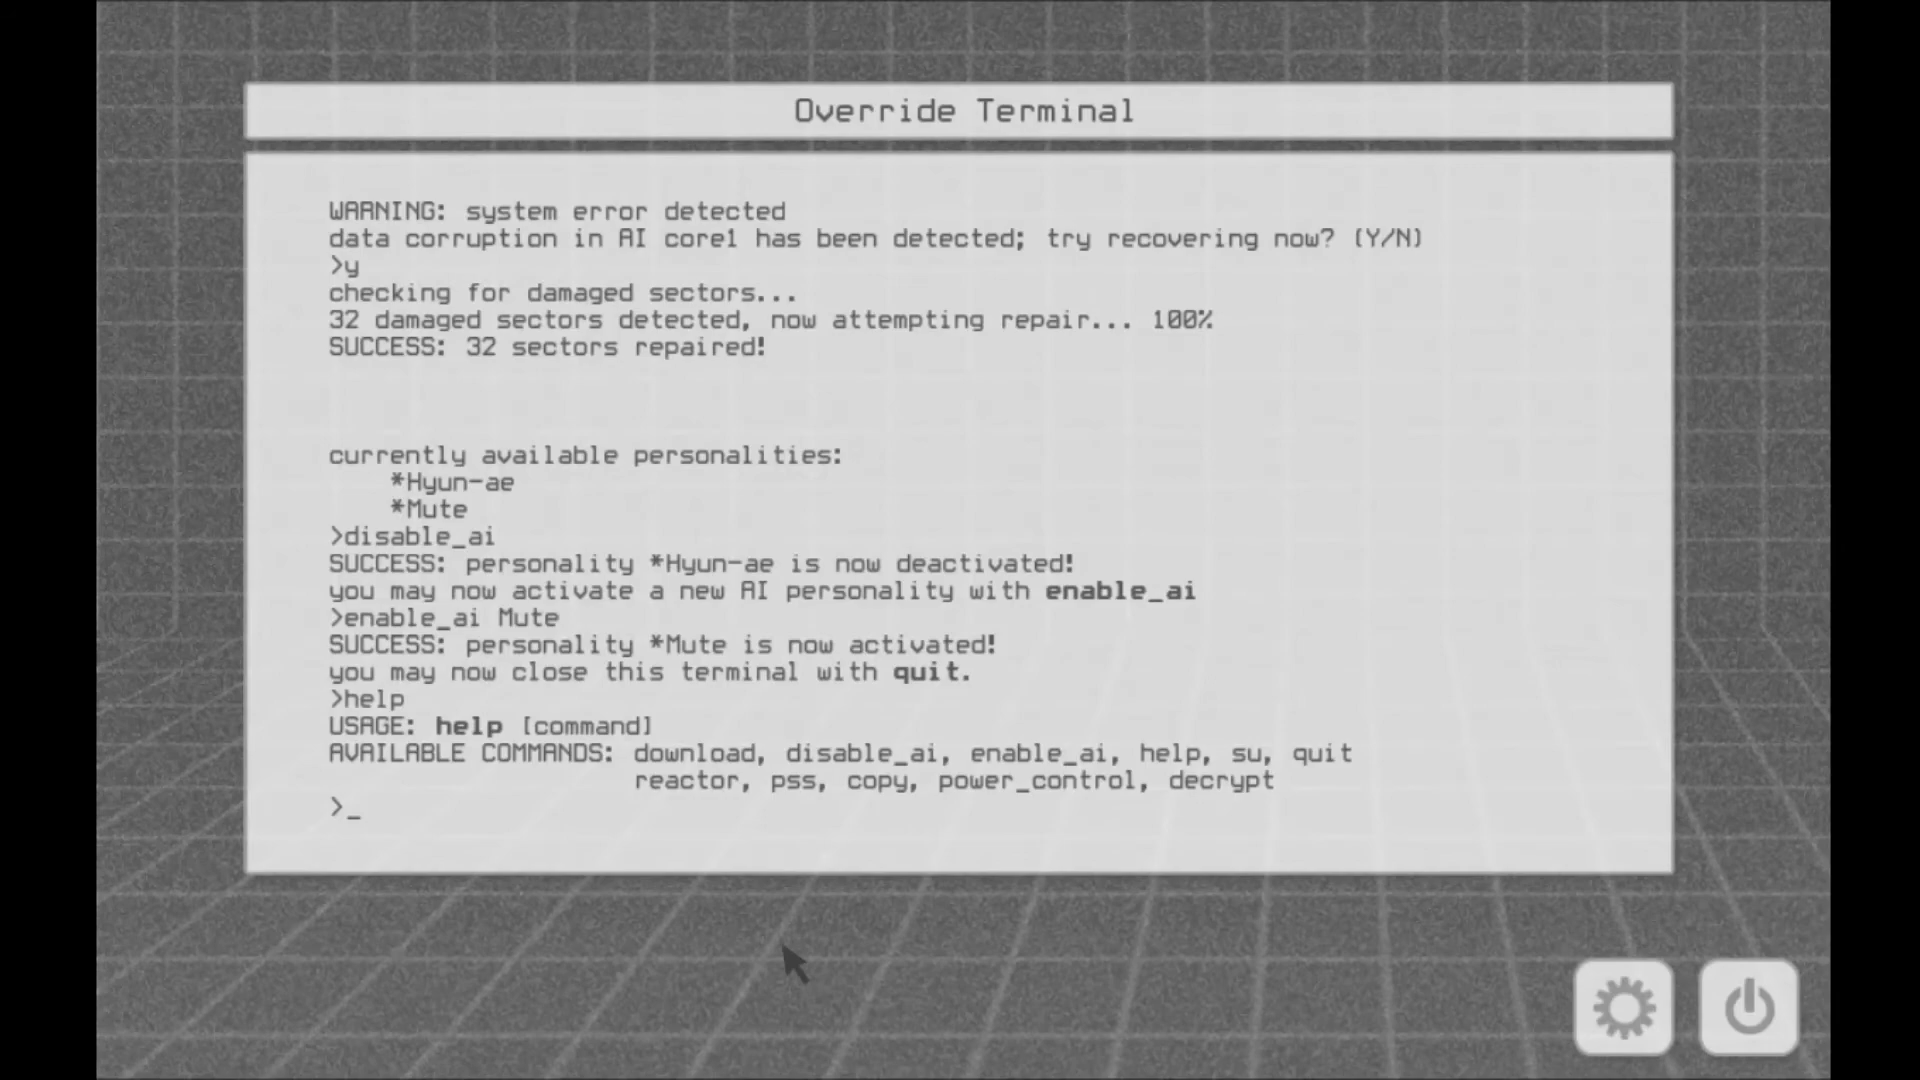 Override Terminal
WARNING: system error detected
data corruption in AI core1 has been detected; try recovering now? (Y/N)
>y
checking for damaged sectors...
32 damaged sectors detected, now attempting repair... 100%
SUCCESS: 32 sectors repaired!
currently available personalities:
*Hyun-ae
*Mute
>disable_ai
SUCCESS: personality *Hyun-ae is now deactivated!
you may now activate a new AI personality with enable_ai
>enable_ai Mute
SUCCESS: personality *Mute is now activated!
you may now close this terminal with quit.
>help
USAGE: help [command]
AVAILABLE COMMANDS: download, disable_ai, enable_ai, help, su, quit
reactor, pss, copy, power_control, decrypt
>_